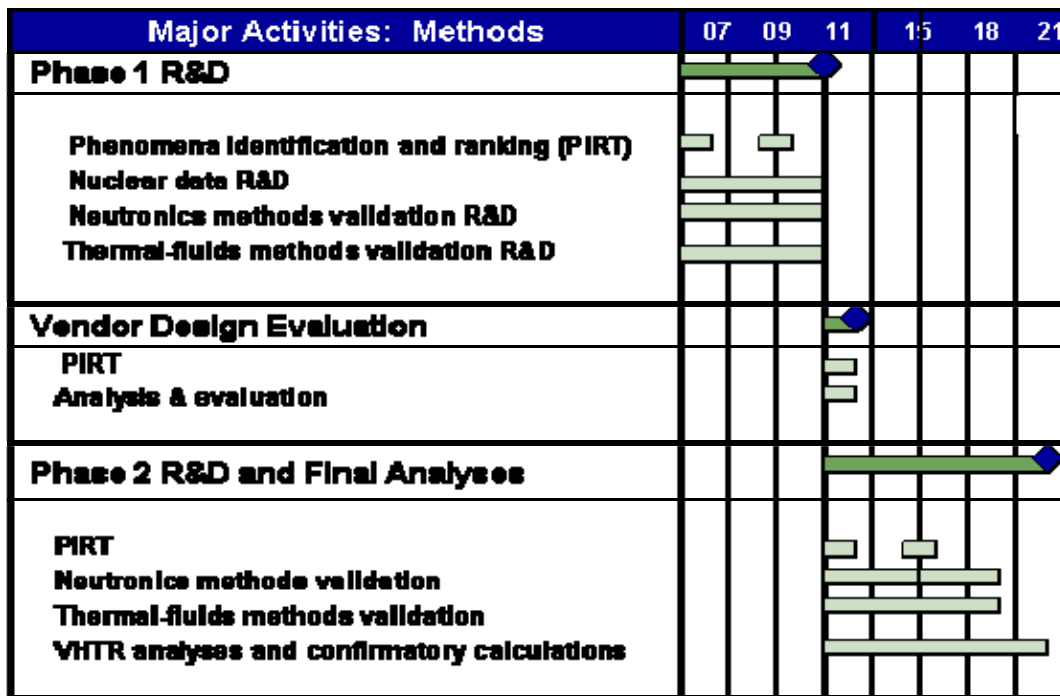 Major Activities: Methods 07 09 11 15 18 21
Phase 1 R&D
Phenomena identification and ranking (PIRT)
Nuclear data R&D
Neutronics methods validation R&D
Thermal-fluids methods validation R&D
Vendor Design Evaluation
PIRT
Analysis & evaluation
Phase 2 R&D and Final Analyses
PIRT
Neutronics methods validation
Thermal-fluids methods validation
VHTR analyses and confirmatory calculations